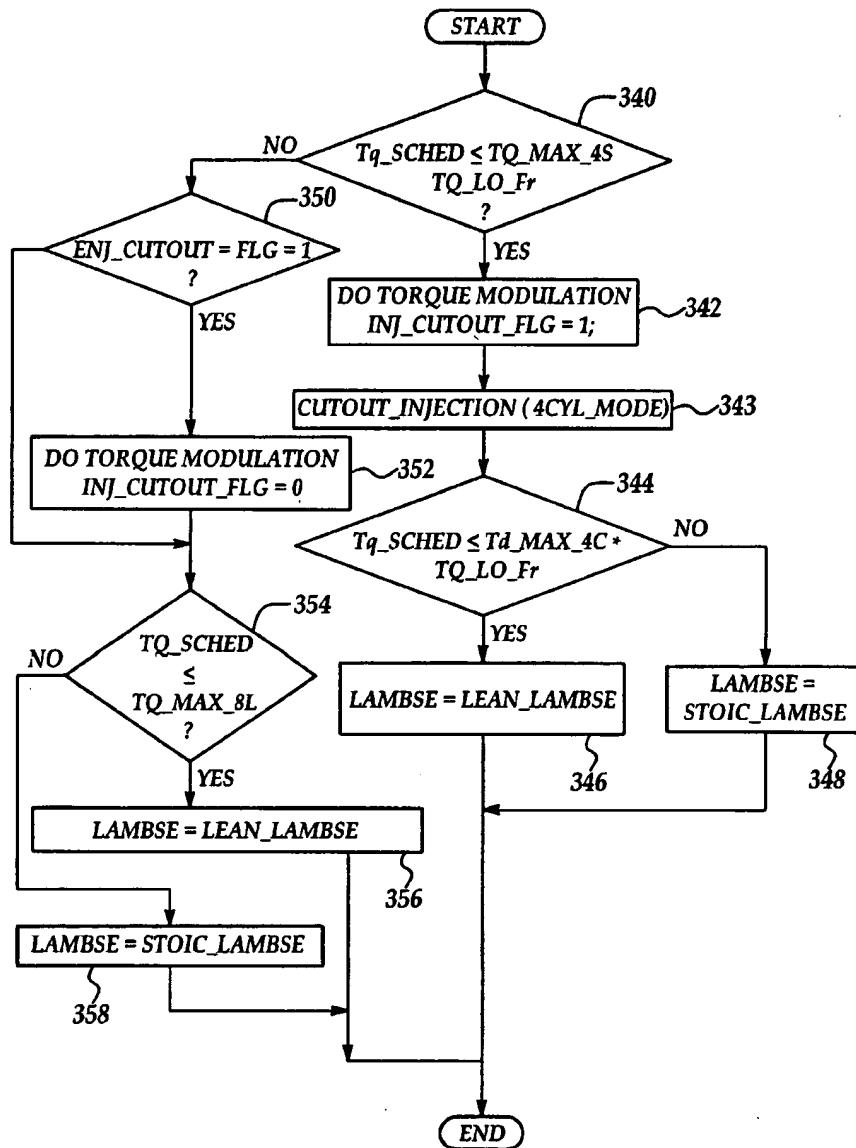 START
340
Tq_SCHED ≤ TQ_MAX_4S
TQ_LO_Fr
?
NO
YES
350
ENJ_CUTOUT = FLG = 1
?
YES
DO TORQUE MODULATION
INJ_CUTOUT_FLG = 1;
342
CUTOUT_INJECTION ( 4CYL_MODE)
343
DO TORQUE MODULATION
INJ_CUTOUT_FLG = 0
352
344
Tq_SCHED ≤ Td_MAX_4C *
TQ_LO_Fr
NO
YES
354
TQ_SCHED
≤
TQ_MAX_8L
?
NO
YES
LAMBSE = LEAN_LAMBSE
346
LAMBSE =
STOIC_LAMBSE
348
LAMBSE = LEAN_LAMBSE
356
LAMBSE = STOIC_LAMBSE
358
END